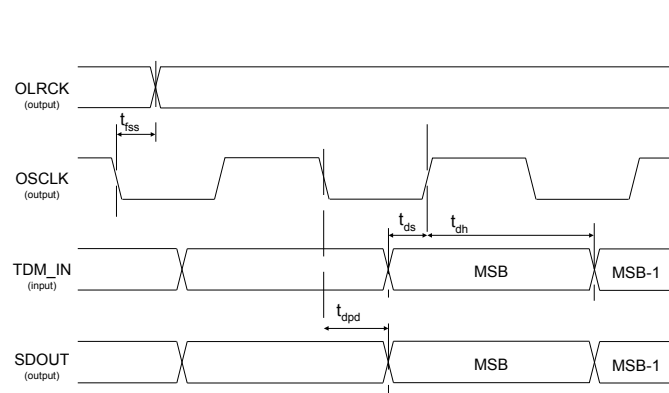 OLRCK
(output)
t_fss
OSCLK
(output)
t_ds
t_dh
TDM_IN
(input)
MSB
MSB-1
t_dpd
SDOUT
(output)
MSB
MSB-1